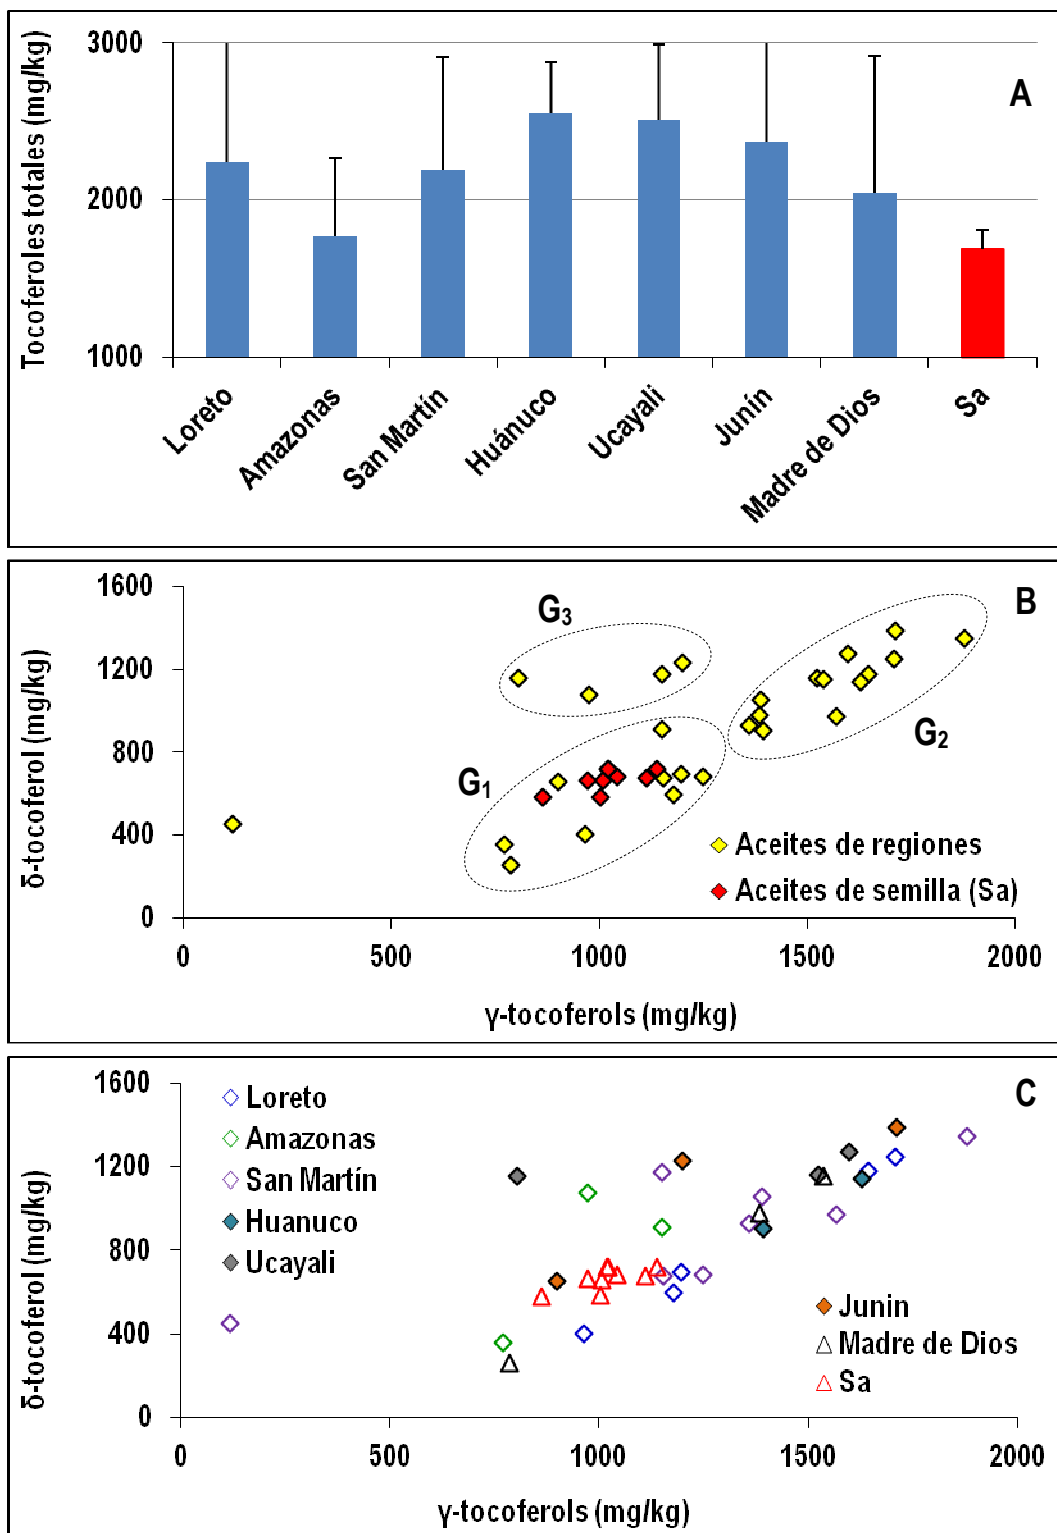 Tocoferoles totales (mg/kg)
3000
2000
1000
A
Loreto
Amazonas
San Martín
Huánuco
Ucayali
Junín
Madre de Dios
Sa
δ-tocoferol (mg/kg)
1600
1200
800
400
0
B
G3
G2
G1
Aceites de regiones
Aceites de semilla (Sa)
0 500 1000 1500 2000
γ-tocoferols (mg/kg)
δ-tocoferol (mg/kg)
1600
1200
800
400
0
C
Loreto
Amazonas
San Martín
Huanuco
Ucayali
Junin
Madre de Dios
Sa
0 500 1000 1500 2000
γ-tocoferols (mg/kg)